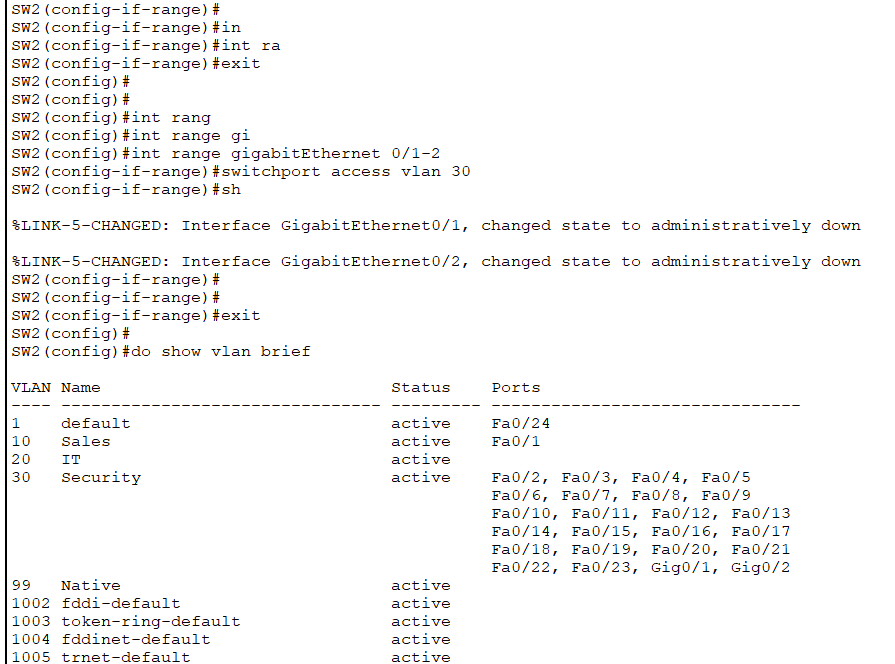 SW2(config-if-range)#
SW2(config-if-range)#in
SW2(config-if-range)#int ra
SW2(config-if-range)#exit
SW2(config)#
SW2(config)#
SW2(config)#int rang
SW2(config)#int range gi
SW2(config)#int range gigabitEthernet 0/1-2
SW2(config-if-range)#switchport access vlan 30
SW2(config-if-range)#sh

%LINK-5-CHANGED: Interface GigabitEthernet0/1, changed state to administratively down

%LINK-5-CHANGED: Interface GigabitEthernet0/2, changed state to administratively down
SW2(config-if-range)#
SW2(config-if-range)#
SW2(config-if-range)#exit
SW2(config)#
SW2(config)#do show vlan brief

VLAN Name                             Status    Ports
---- -------------------------------- --------- -------------------------------
1    default                          active    Fa0/24
10   Sales                            active    Fa0/1
20   IT                               active
30   Security                         active    Fa0/2, Fa0/3, Fa0/4, Fa0/5
                                                Fa0/6, Fa0/7, Fa0/8, Fa0/9
                                                Fa0/10, Fa0/11, Fa0/12, Fa0/13
                                                Fa0/14, Fa0/15, Fa0/16, Fa0/17
                                                Fa0/18, Fa0/19, Fa0/20, Fa0/21
                                                Fa0/22, Fa0/23, Gig0/1, Gig0/2
99   Native                           active
1002 fddi-default                     active
1003 token-ring-default               active
1004 fddinet-default                  active
1005 trnet-default                    active